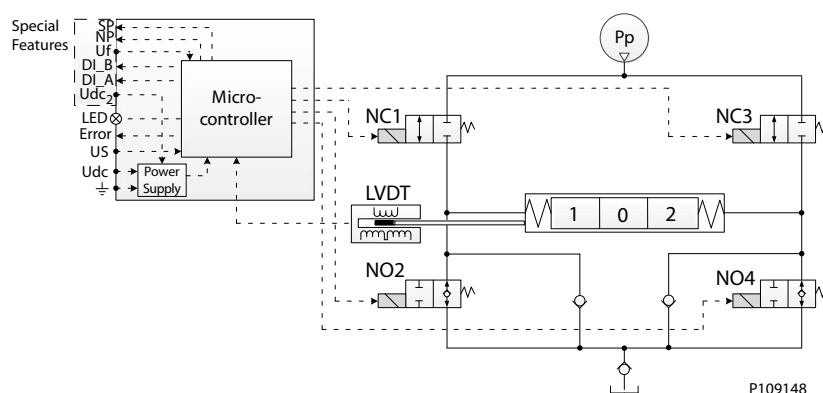 Special
Features
SP
NP
Uf
DI_B
DI_A
Udc2
LED
Error
US
Udc
Micro-
controller
Power
Supply
Pp
NC1
NC3
LVDT
1 0 2
NO2
NO4
P109148